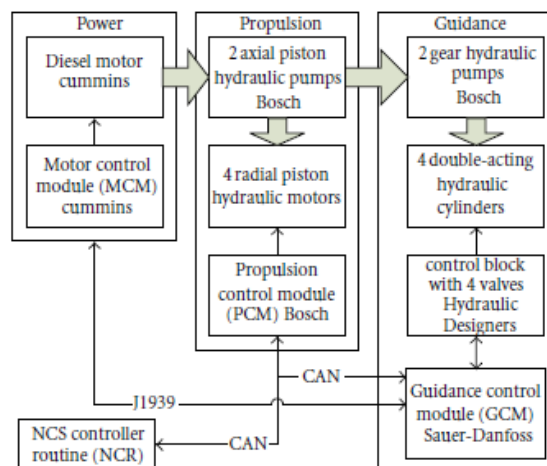 Power
Diesel motor
cummins
Motor control
module (MCM)
cummins
Propulsion
2 axial piston
hydraulic pumps
Bosch
4 radial piston
hydraulic motors
Propulsion
control module
(PCM) Bosch
Guidance
2 gear hydraulic
pumps
Bosch
4 double-acting
hydraulic
cylinders
control block
with 4 valves
Hydraulic
Designers
Guidance control
module (GCM)
Sauer-Danfoss
CAN
J1939
NCS controller
routine (NCR)
CAN